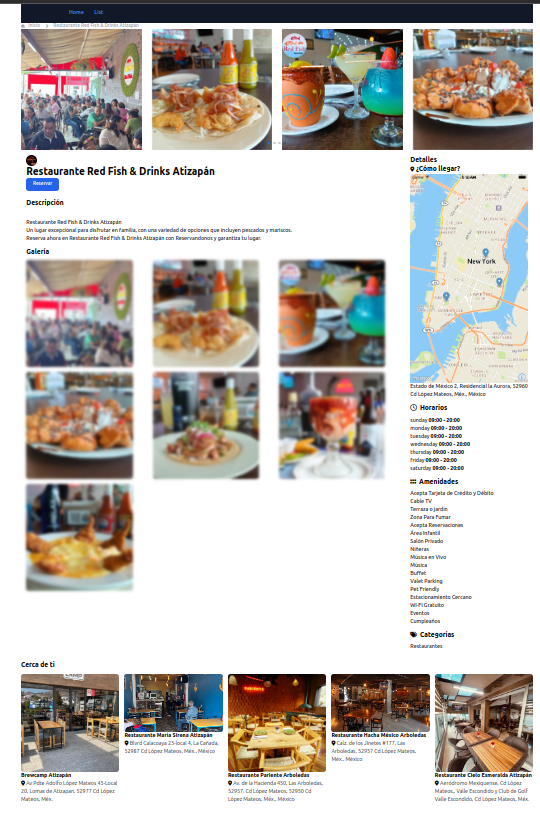 Home List
Inicio > Restaurante Red Fish & Drinks Atizapán
Restaurante Red Fish & Drinks Atizapán
Reservar
Descripción
Restaurante Red Fish & Drinks Atizapán
Un lugar excepcional para disfrutar en familia, con una variedad de opciones que incluyen pescados y mariscos.
Reserva ahora en Restaurante Red Fish & Drinks Atizapán con Reservandonos y garantiza tu lugar.
Galería
Detalles
¿Cómo llegar?
New York
Estado de México 2, Residencial la Aurora, 52960
Cd López Mateos, Méx., México
Horarios
sunday 09:00 - 20:00
monday 09:00 - 20:00
tuesday 09:00 - 20:00
wednesday 09:00 - 20:00
thursday 09:00 - 20:00
friday 09:00 - 20:00
saturday 09:00 - 20:00
Amenidades
Acepta Tarjeta de Crédito y Débito
Cable TV
Terraza o jardín
Zona Para Fumar
Acepta Reservaciones
Área Infantil
Salón Privado
Niñeras
Música en Vivo
Música
Buffet
Valet Parking
Pet Friendly
Estacionamiento Cercano
Wi-Fi Gratuito
Eventos
Cumpleaños
Categorías
Restaurantes
Cerca de ti
Brewcamp Atizapán
Av Pdte Adolfo López Mateos 45-Local
20, Lomas de Atizapan, 52977 Cd López
Mateos, Méx.
Restaurante María Sirena Atizapán
Blvrd Calacoaya 23-local 4, La Cañada,
52987 Cd López Mateos, Méx., México
Restaurante Pariente Arboledas
Av. de la Hacienda 450, Las Arboledas,
52957. Cd López Mateos, 52950 Cd
López Mateos, Méx., México
Restaurante Hacha México Arboledas
Calz. de los Jinetes #177, Las
Arboledas, 52957 Cd López Mateos,
Méx., México
Restaurante Cielo Esmeralda Atizapán
Aeródromo Mexiquense, Cd López
Mateos., Valle Escondido y Club de Golf
Valle Escondido, Cd López Mateos, Méx.